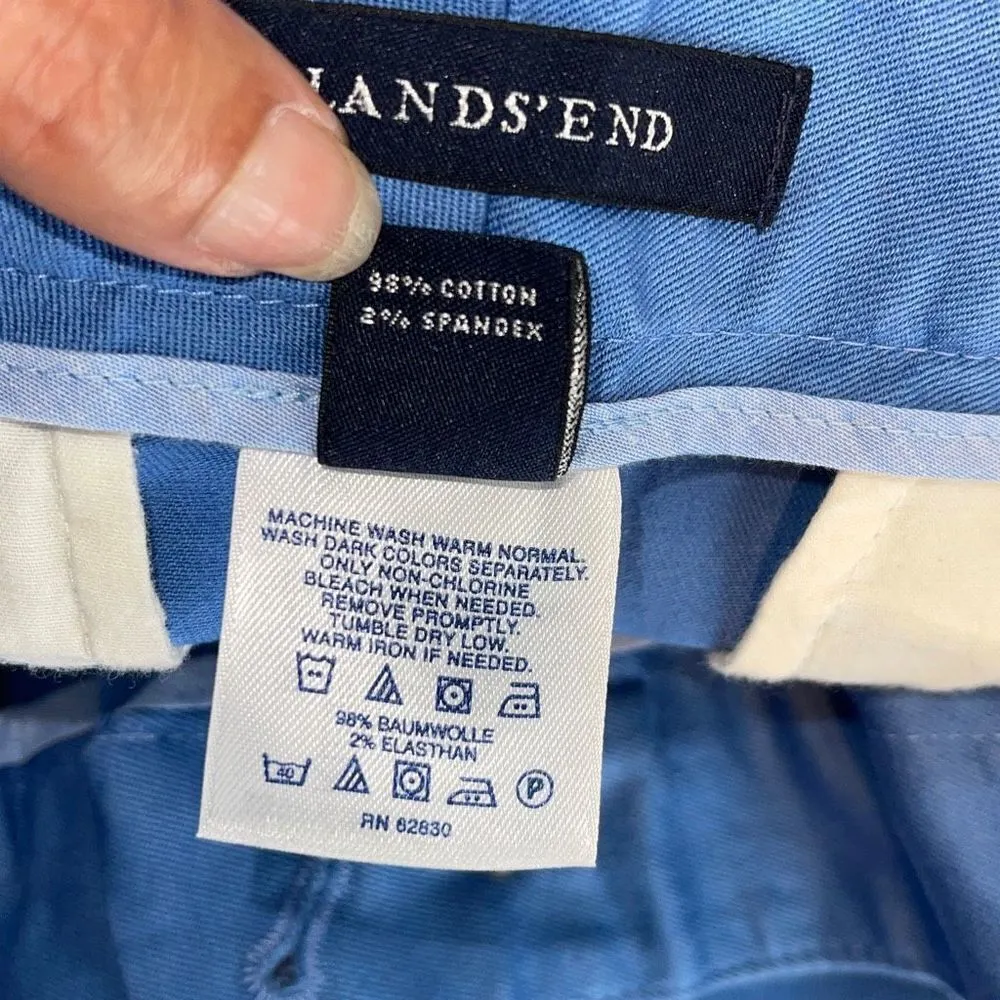 LANDS' END
98% COTTON
2% SPANDEX
MACHINE WASH WARM NORMAL.
WASH DARK COLORS SEPARATELY.
ONLY NON-CHLORINE
BLEACH WHEN NEEDED.
REMOVE PROMPTLY.
TUMBLE DRY LOW.
WARM IRON IF NEEDED.
98% BAUMWOLLE
2% ELASTHAN
40 P
RN 62830